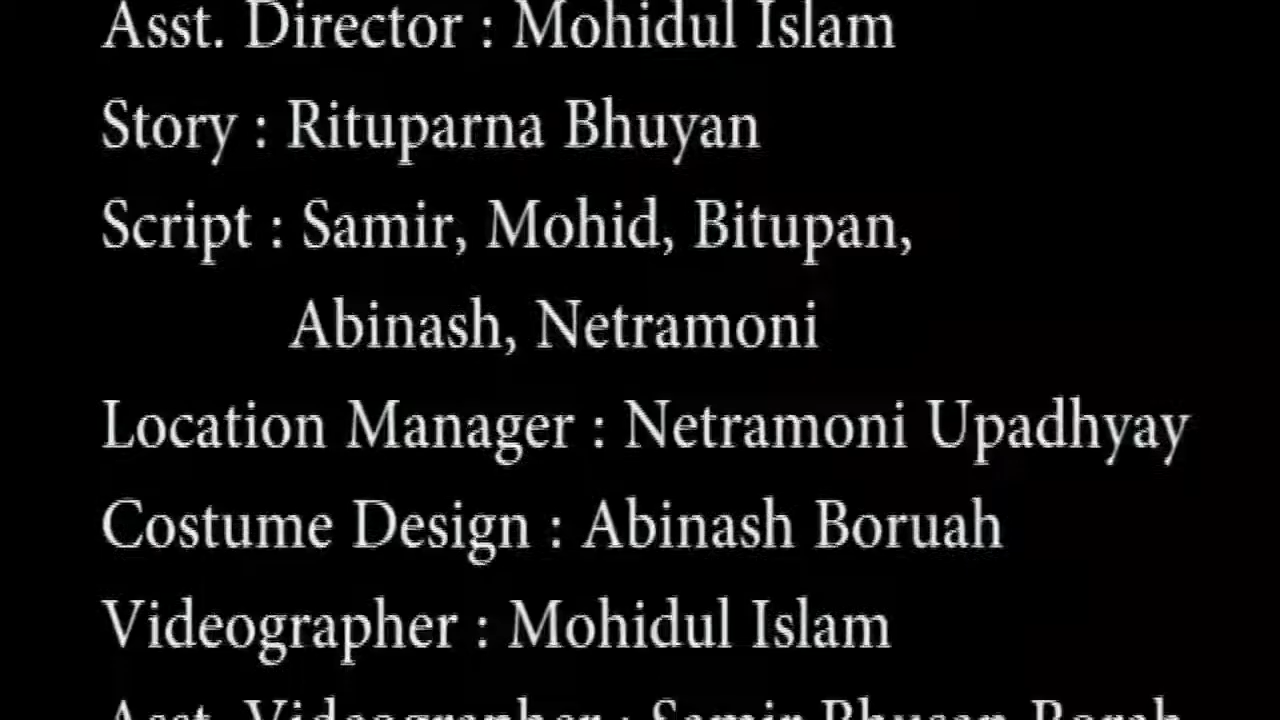 Asst. Director : Mohidul Islam
Story : Rituparna Bhuyan
Script : Samir, Mohid, Bitupan,
Abinash, Netramoni
Location Manager : Netramoni Upadhyay
Costume Design : Abinash Boruah
Videographer : Mohidul Islam
Asst. Videographer : Samir Bhusan Borah